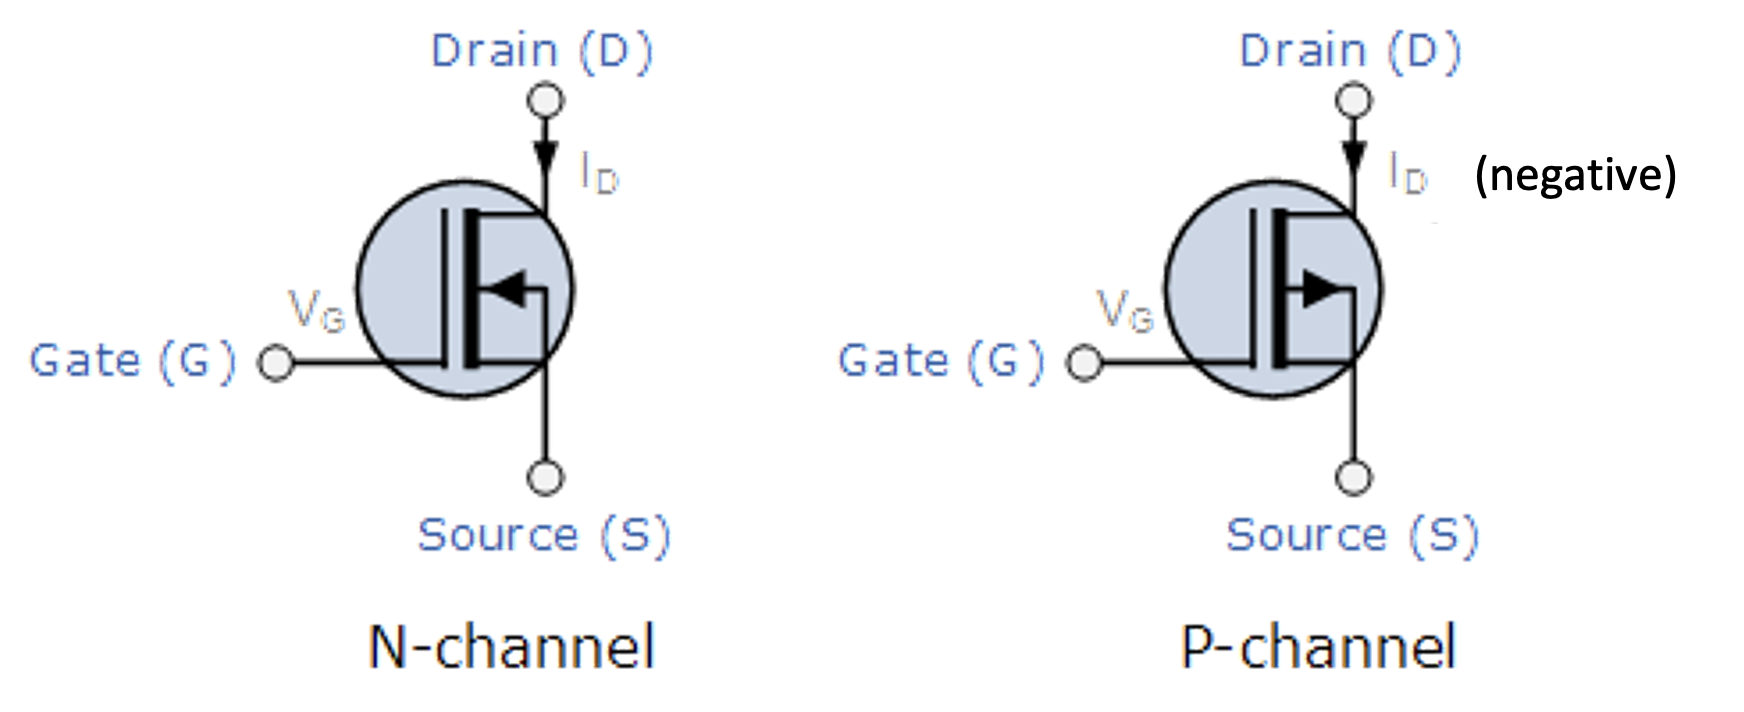 Drain (D)
I_D
V_G
Gate (G)
Source (S)
N-channel
Drain (D)
I_D (negative)
V_G
Gate (G)
Source (S)
P-channel